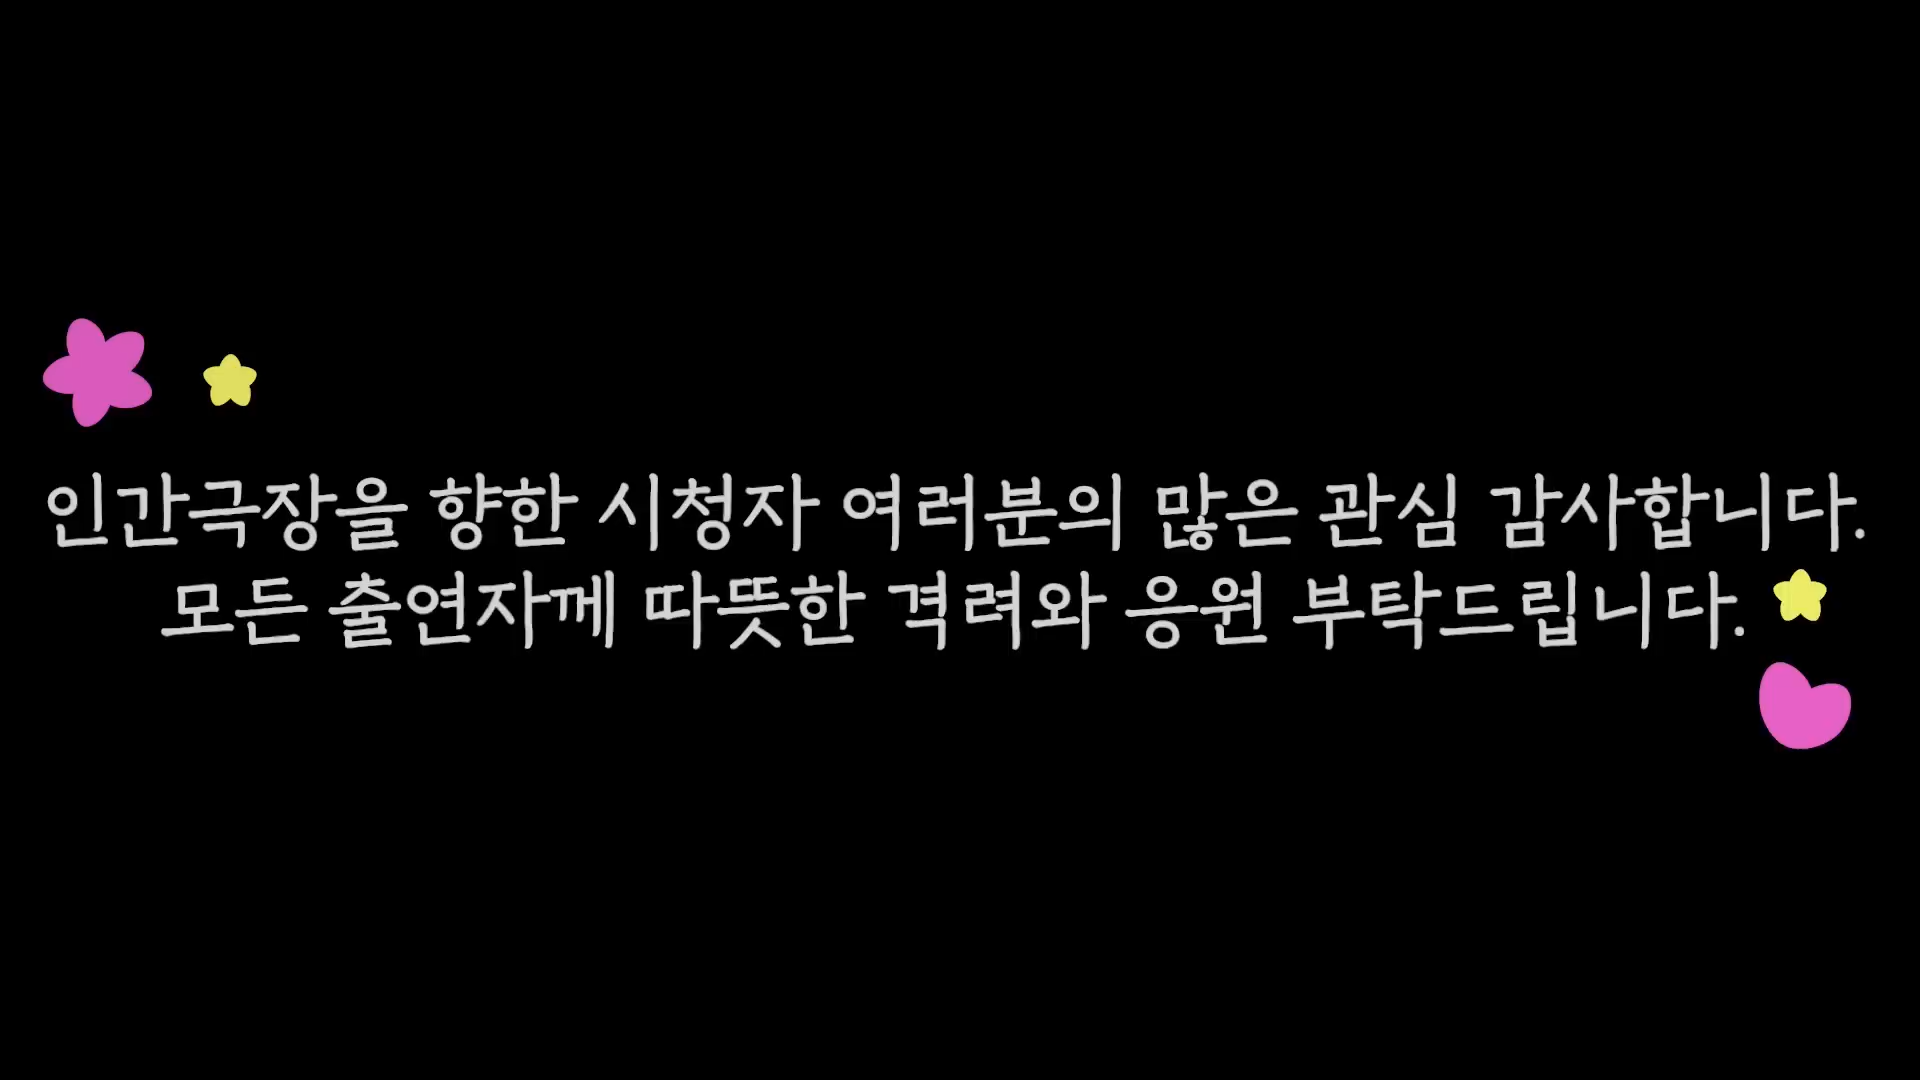 인간극장을 향한 시청자 여러분의 많은 관심 감사합니다.
모든 출연자께 따뜻한 격려와 응원 부탁드립니다.